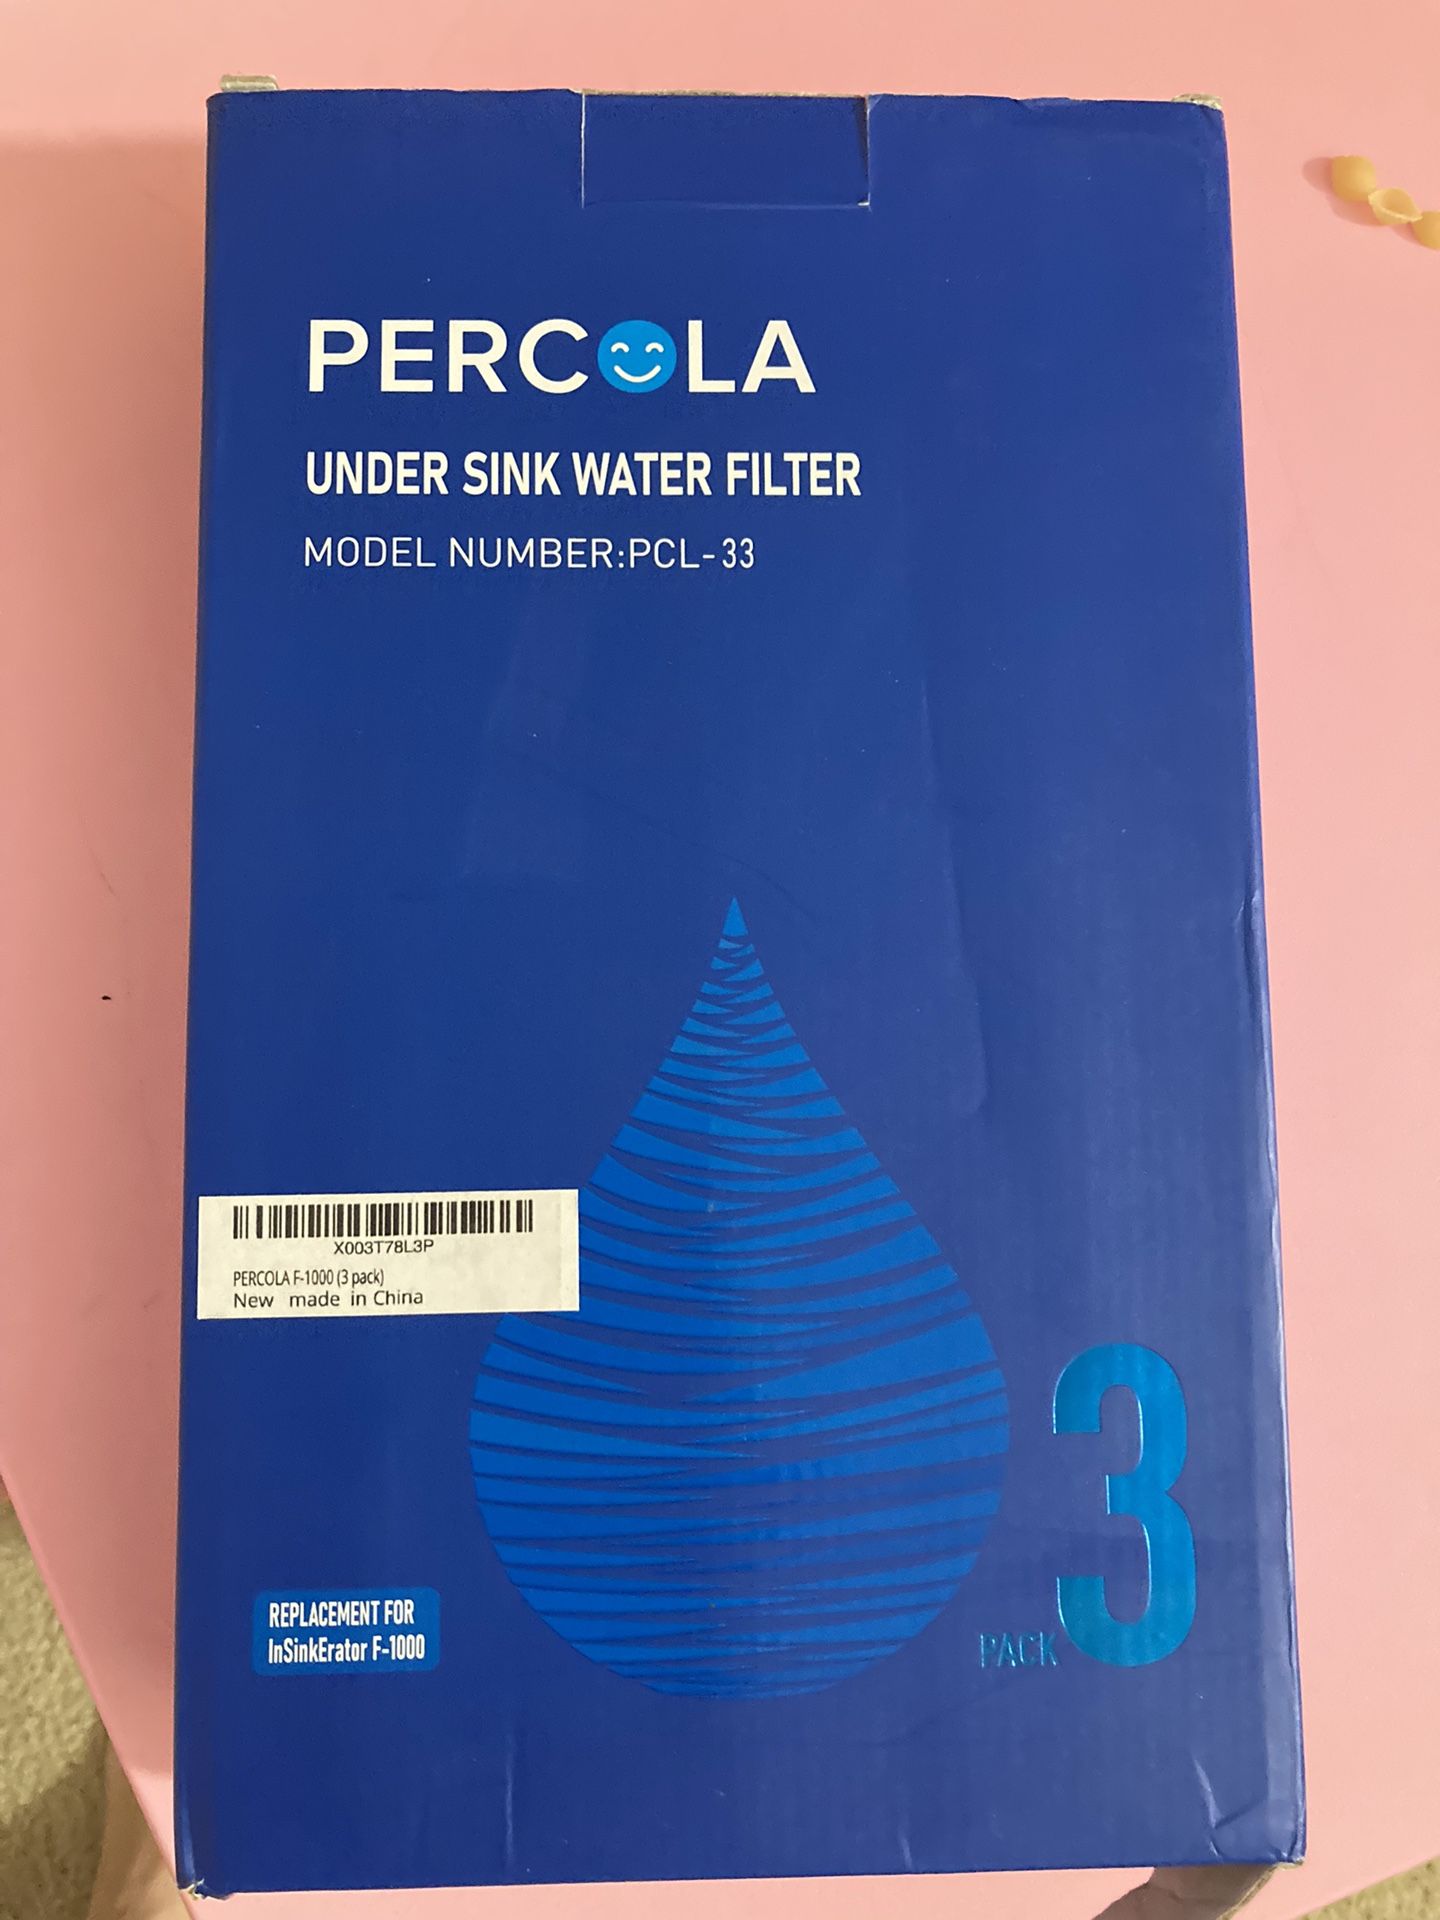 PERCOLA
UNDER SINK WATER FILTER
MODEL NUMBER:PCL-33
X003T78L3P
PERCOLA F-1000 (3 pack)
New made in China
REPLACEMENT FOR
InSinkErator F-1000
PACK 3